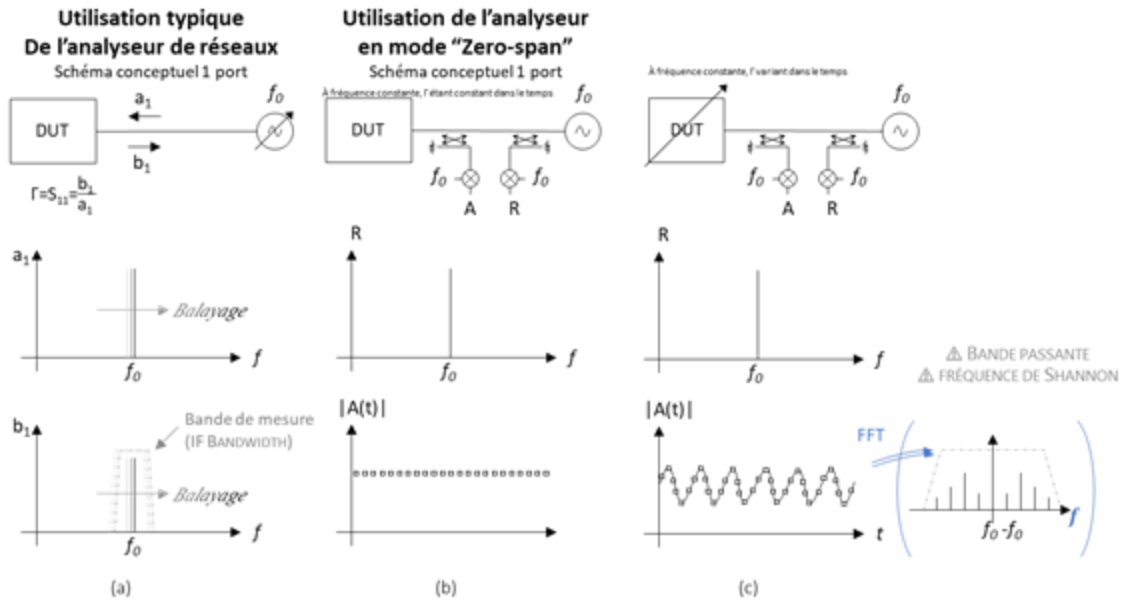 Utilisation typique
De l'analyseur de réseaux
Schéma conceptuel 1 port
DUT
a₁
b₁
f₀
Γ=S₁₁=b₁/a₁
a₁
Balayage
f
f₀
b₁
Bande de mesure
(IF BANDWIDTH)
Balayage
f
f₀
(a)
Utilisation de l'analyseur
en mode “Zero-span”
Schéma conceptuel 1 port
À fréquence constante, Γ étant constant dans le temps
DUT
f₀
f₀
f₀
A
R
R
f
f₀
|A(t)|
(b)
À fréquence constante, Γ variant dans le temps
DUT
f₀
f₀
f₀
A
R
R
f
f₀
|A(t)|
t
(c)
⚠ BANDE PASSANTE
⚠ FRÉQUENCE DE SHANNON
FFT
f
f₀-f₀